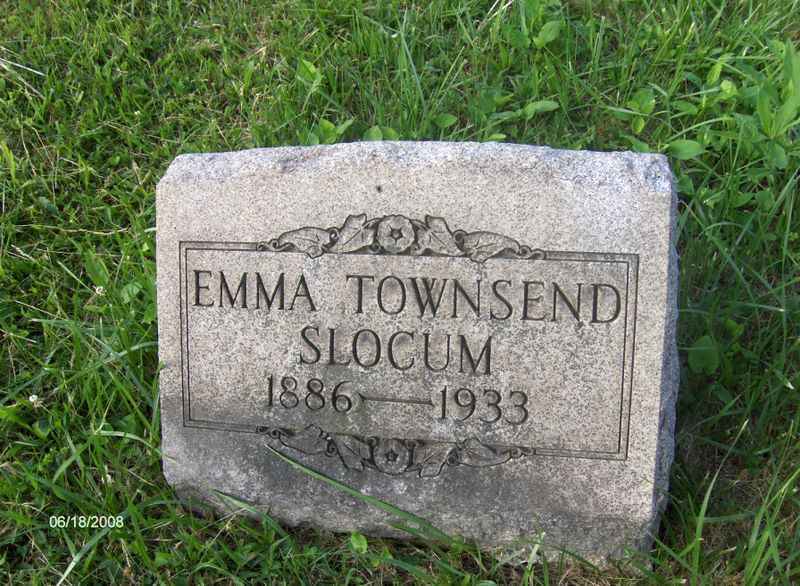 EMMA TOWNSEND
SLOCUM
1886—1933
06/18/2008